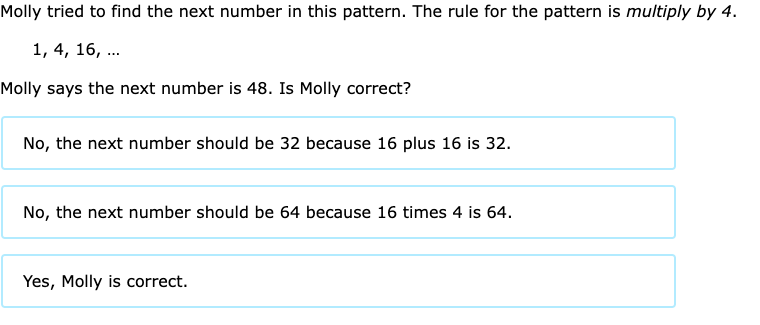 Molly tried to find the next number in this pattern. The rule for the pattern is multiply by 4.
1, 4, 16, ...
Molly says the next number is 48. Is Molly correct?
No, the next number should be 32 because 16 plus 16 is 32.
No, the next number should be 64 because 16 times 4 is 64.
Yes, Molly is correct.